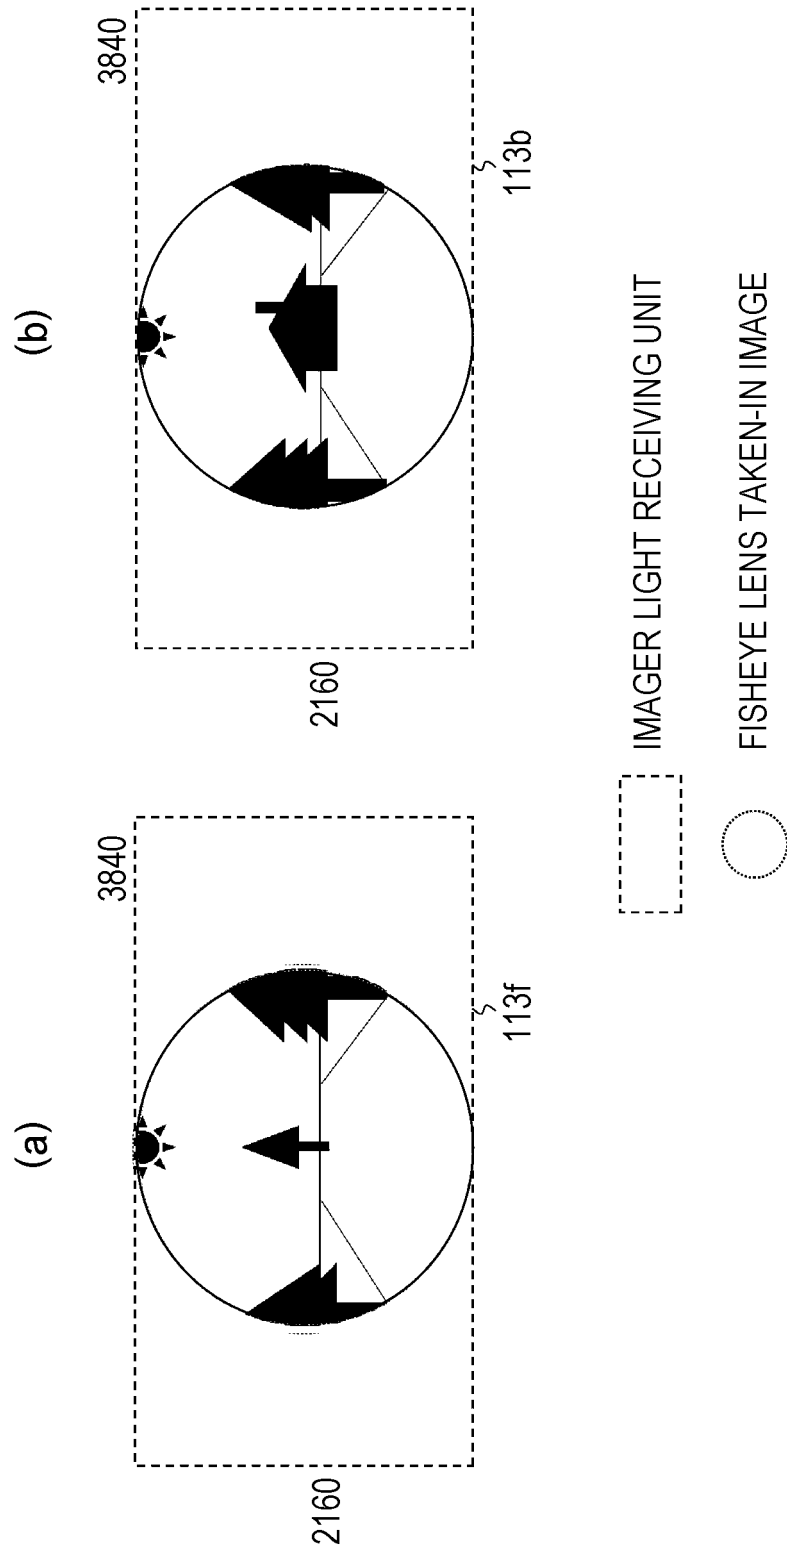 (a)
3840
2160
113f
(b)
3840
2160
113b
IMAGER LIGHT RECEIVING UNIT
FISHEYE LENS TAKEN-IN IMAGE